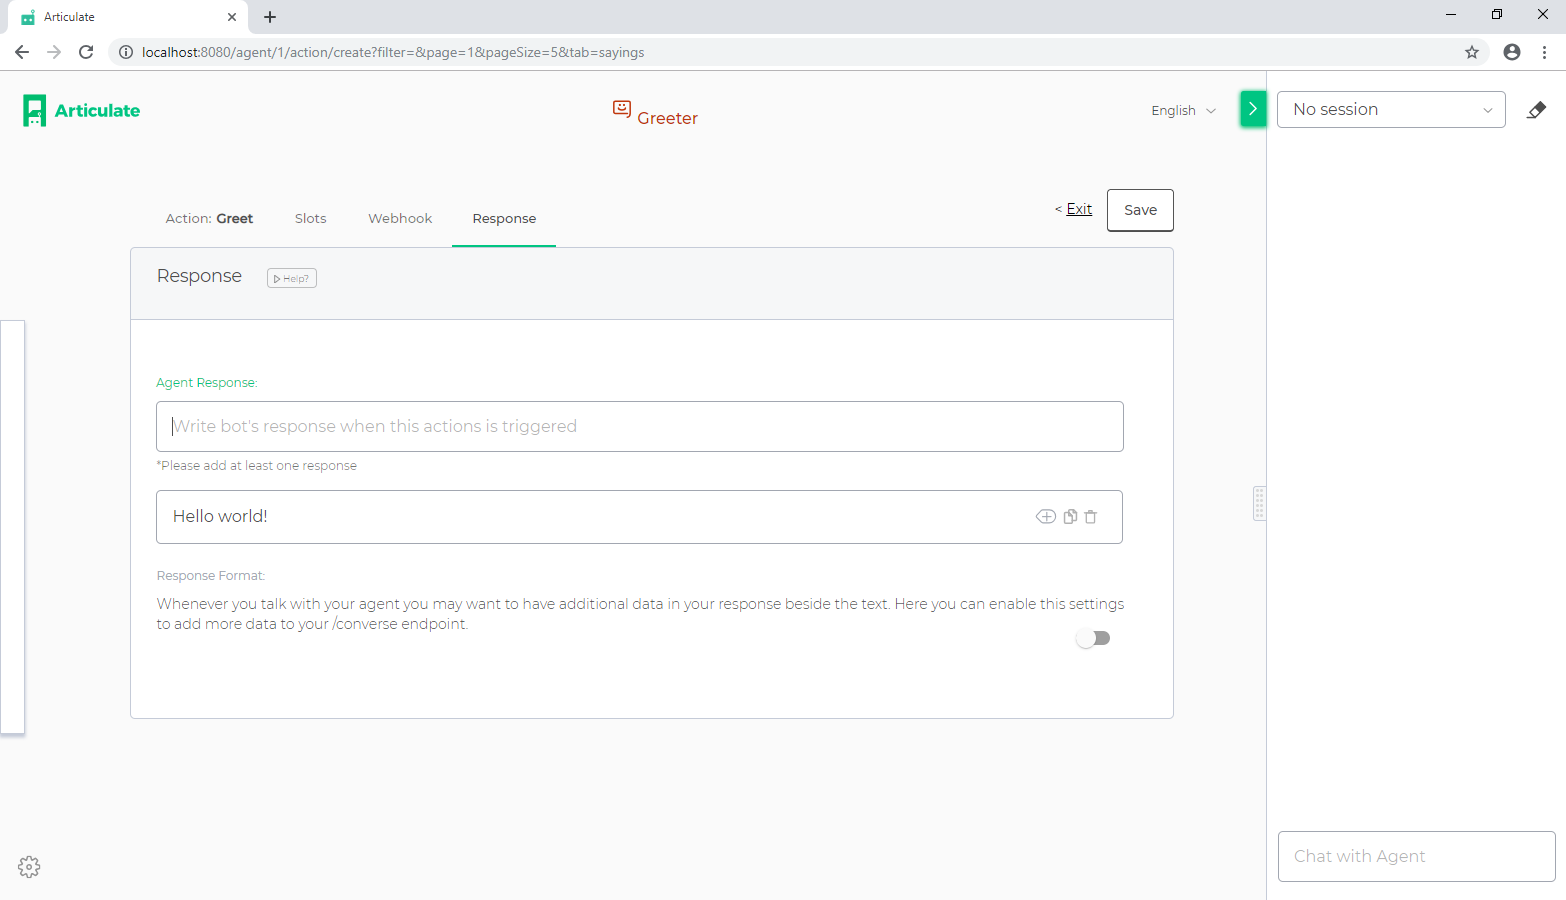 Articulate
localhost:8080/agent/1/action/create?filter=&page=1&pageSize=5&tab=sayings
Articulate
Greeter
English
No session
Action: Greet
Slots
Webhook
Response
< Exit
Save
Response
Help?
Agent Response:
Write bot's response when this actions is triggered
*Please add at least one response
Hello world!
Response Format:
Whenever you talk with your agent you may want to have additional data in your response beside the text. Here you can enable this settings
to add more data to your /converse endpoint.
Chat with Agent